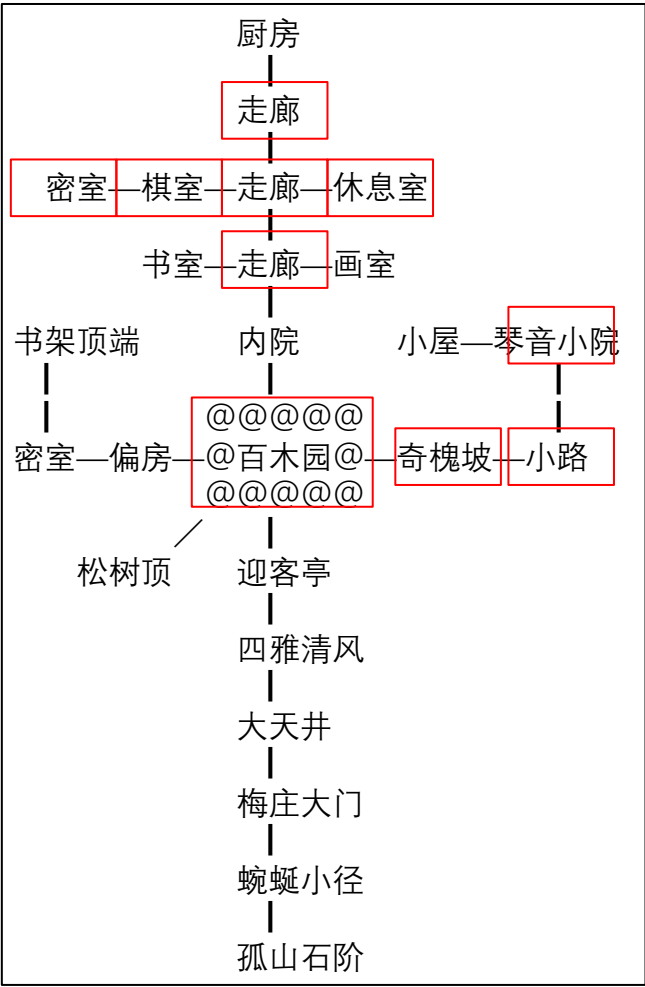 厨房
走廊
密室—棋室—走廊—休息室
书室—走廊—画室
书架顶端 内院 小屋—琴音小院
@@@@@
密室—偏房—@百木园@—奇槐坡—小路
@@@@@
松树顶 迎客亭
四雅清风
大天井
梅庄大门
蜿蜒小径
孤山石阶